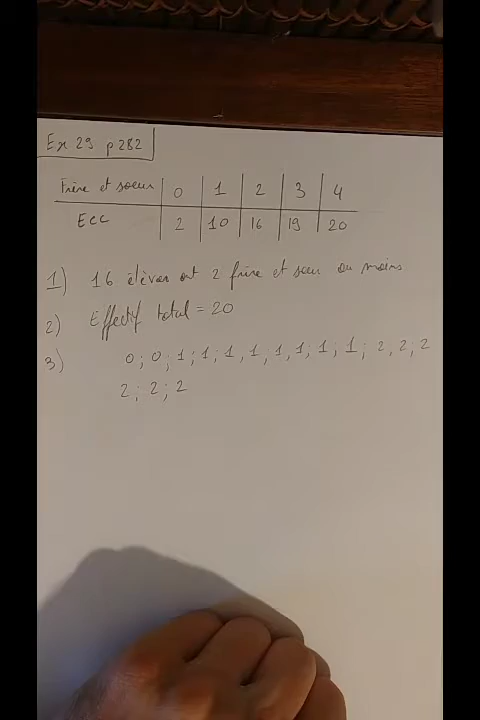 Ex 29 p 282
Frère et soeur 0 1 2 3 4
ECC 2 10 16 19 20
1) 16 élèves ont 2 frère et sœur ou moins
2) Effectif total = 20
3) 0 ; 0 ; 1 ; 1 ; 1 , 1 ; 1 , 1 ; 1 ; 1 ; 2 , 2 ; 2
2 ; 2 ; 2